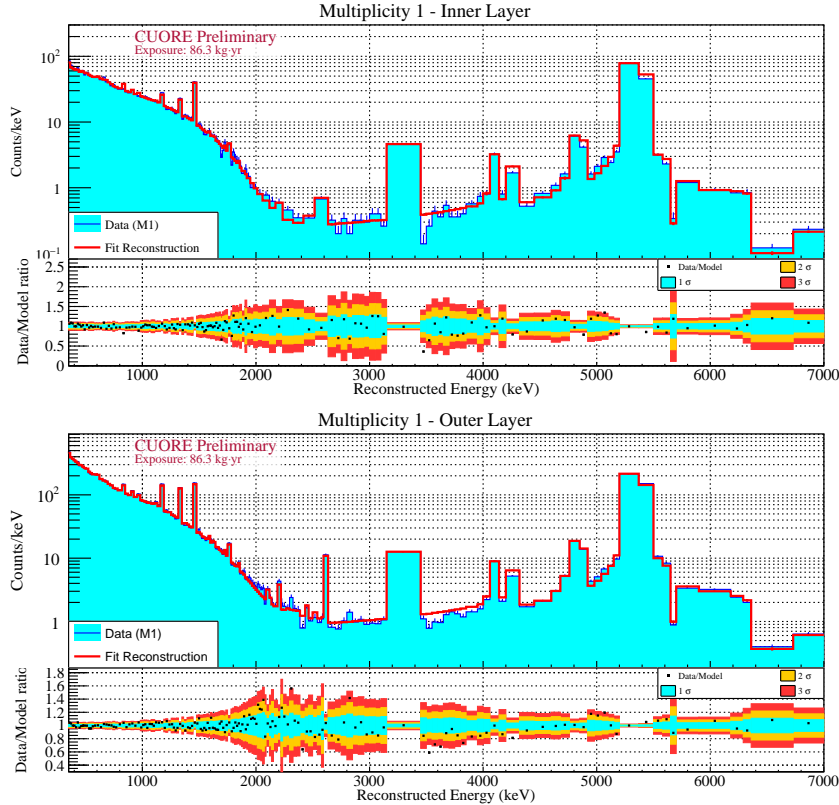 Multiplicity 1 - Inner Layer
CUORE Preliminary
Exposure: 86.3 kg·yr
Counts/keV
10²
10
1
10⁻¹
Data (M1)
Fit Reconstruction
Data/Model ratio
2.5
2
1.5
1
0.5
0
Data/Model
2 σ
1 σ
3 σ
1000 2000 3000 4000 5000 6000 7000
Reconstructed Energy (keV)
Multiplicity 1 - Outer Layer
CUORE Preliminary
Exposure: 86.3 kg·yr
Counts/keV
10²
10
1
Data (M1)
Fit Reconstruction
Data/Model ratio
1.8
1.6
1.4
1.2
1
0.8
0.6
0.4
Data/Model
2 σ
1 σ
3 σ
1000 2000 3000 4000 5000 6000 7000
Reconstructed Energy (keV)